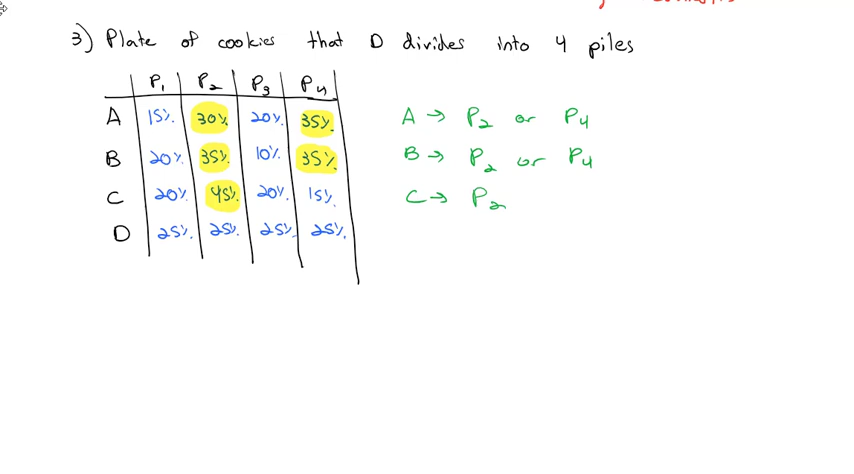 3) Plate of cookies that D divides into 4 piles
P1 P2 P3 P4
A 15% 30% 20% 35% A → P2 or P4
B 20% 35% 10% 35% B → P2 or P4
C 20% 45% 20% 15% C → P2
D 25% 25% 25% 25%